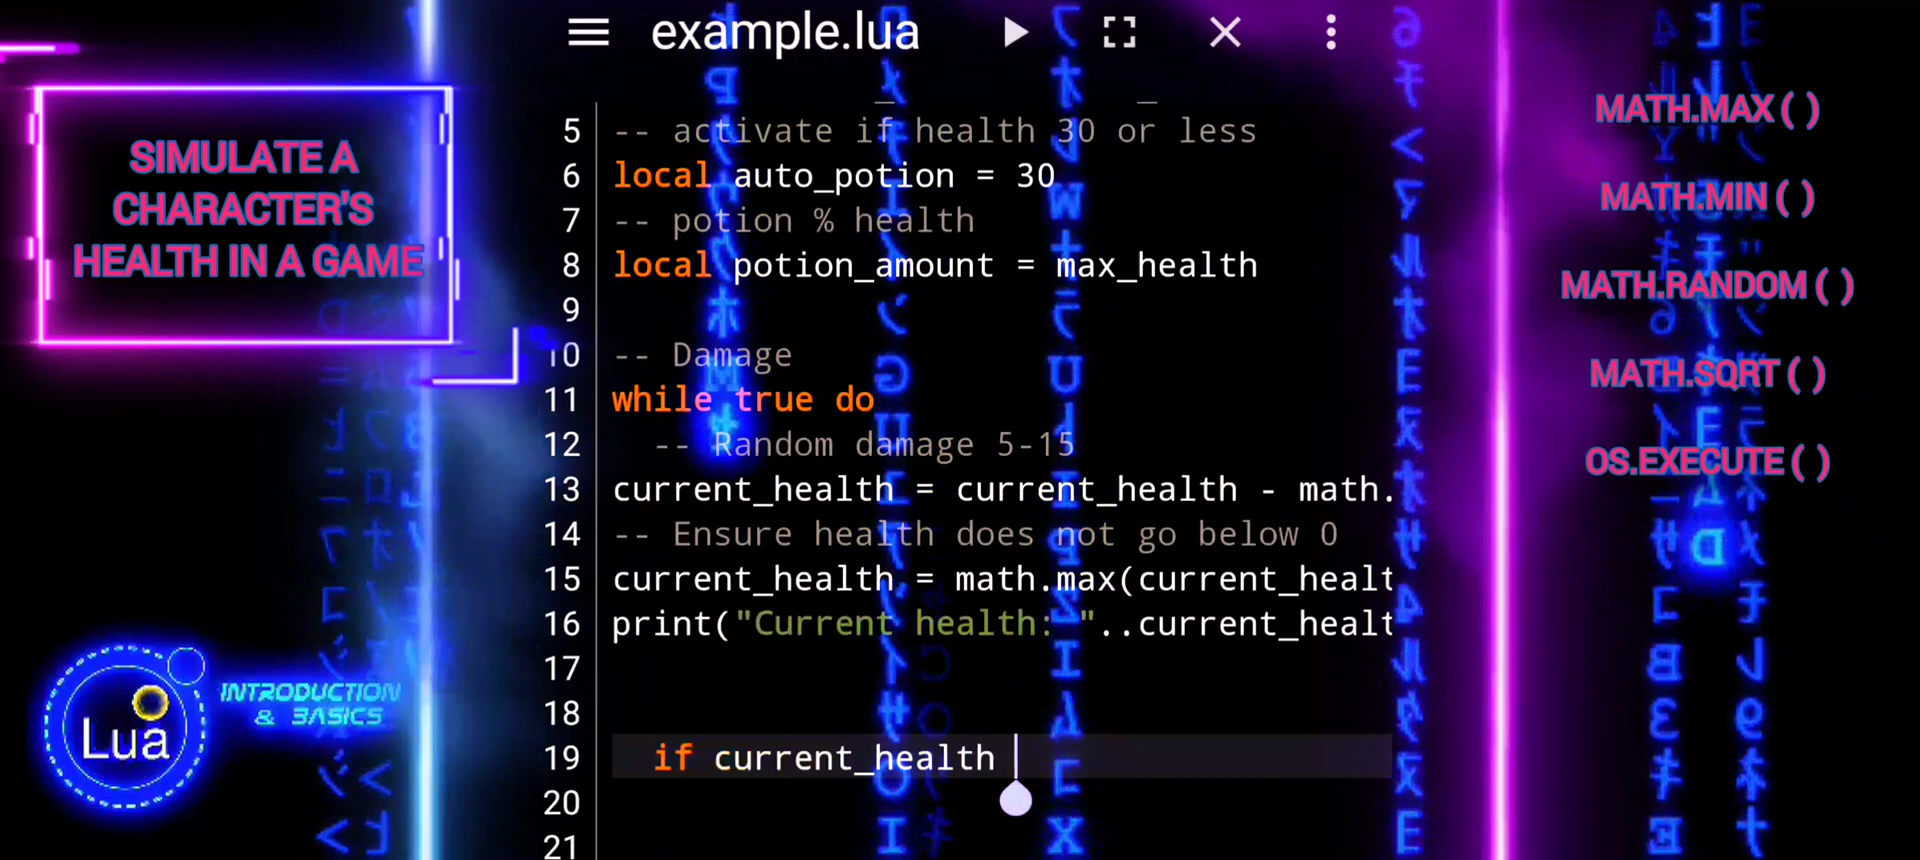 SIMULATE A
CHARACTER'S
HEALTH IN A GAME
Lua
INTRODUCTION
& BASICS
example.lua
5 -- activate if health 30 or less
6 local auto_potion = 30
7 -- potion % health
8 local potion_amount = max_health
9
10 -- Damage
11 while true do
12 -- Random damage 5-15
13 current_health = current_health - math.
14 -- Ensure health does not go below 0
15 current_health = math.max(current_healt
16 print("Current health: "..current_healt
17
18
19 if current_health
20
21
MATH.MAX ( )
MATH.MIN ( )
MATH.RANDOM ( )
MATH.SQRT ( )
OS.EXECUTE ( )